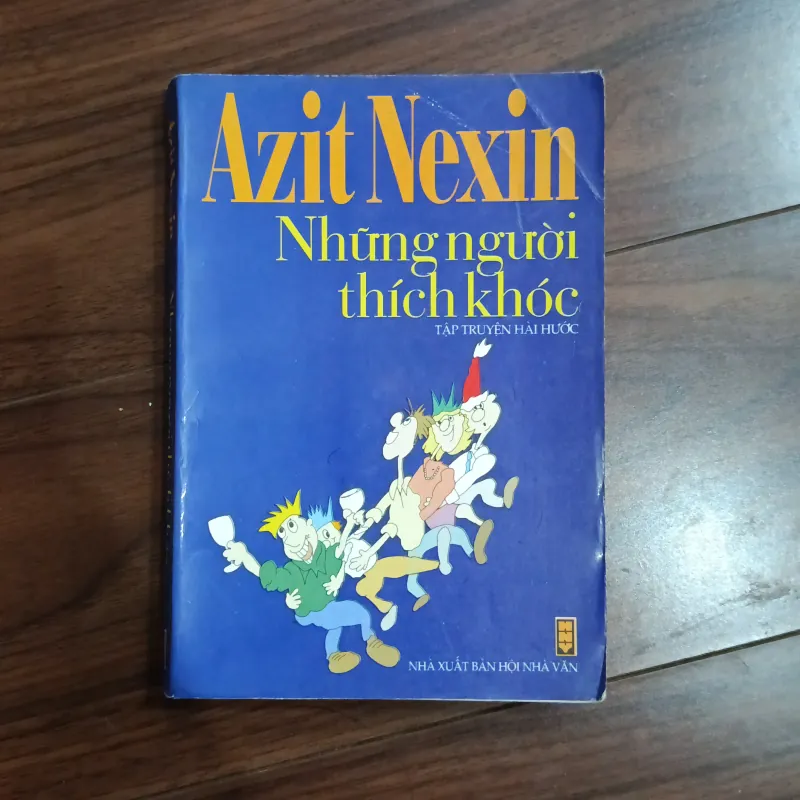 Azit Nexin
Những người
thích khóc
TẬP TRUYỆN HÀI HƯỚC
NHÀ XUẤT BẢN HỘI NHÀ VĂN